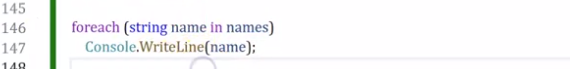 145
146 foreach (string name in names)
147 Console.WriteLine(name);
148